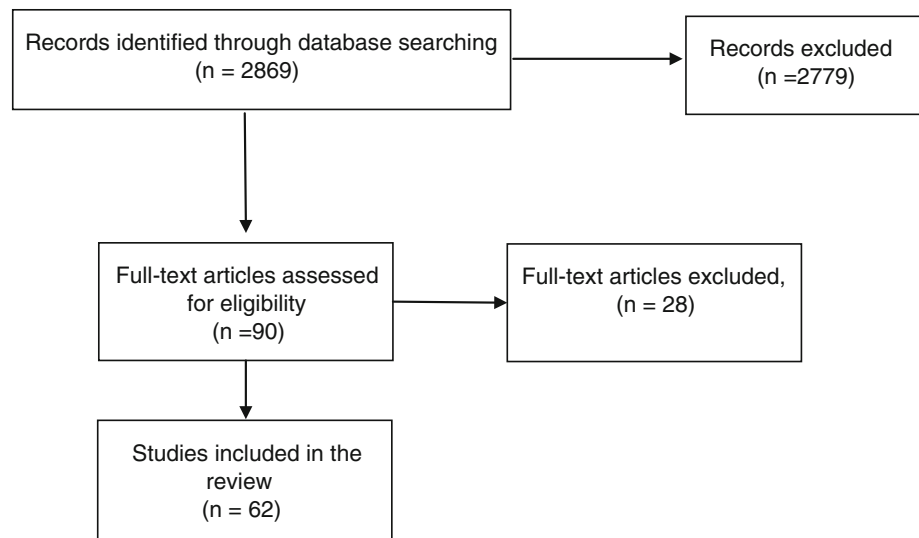 Records identified through database searching
(n = 2869)
Records excluded
(n =2779)
Full-text articles assessed
for eligibility
(n =90)
Full-text articles excluded,
(n = 28)
Studies included in the
review
(n = 62)